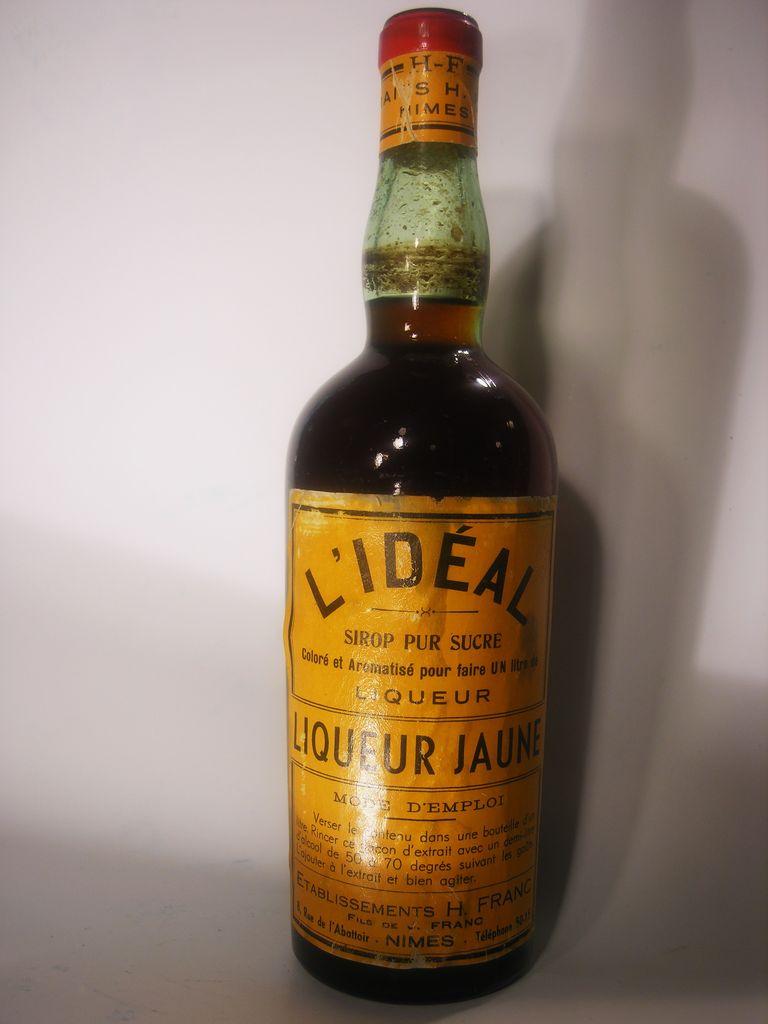 H-F
S H.
NIMES
L'IDÉAL
SIROP PUR SUCRE
Coloré et Aromatisé pour faire UN litre de
LIQUEUR
LIQUEUR JAUNE
MODE D'EMPLOI
Verser le contenu dans une bouteille d'un
litre Rincer ce flacon d'extrait avec un demi-litre
d'alcool de 50 à 70 degrés suivant les goûts
L'ajouter à l'extrait et bien agiter.
ETABLISSEMENTS H. FRANC
FILS DE J. FRANC
Rue de l'Abattoir · NIMES · Téléphone